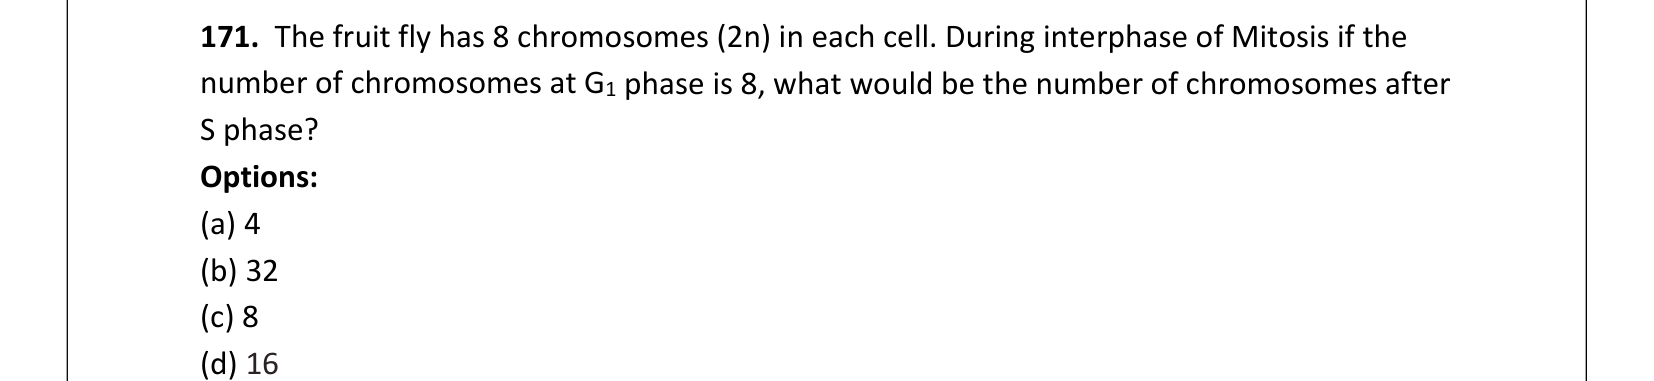 171. The fruit fly has 8 chromosomes (2n) in each cell. During interphase of Mitosis if the
number of chromosomes at G₁ phase is 8, what would be the number of chromosomes after
S phase?
Options:
(a) 4
(b) 32
(c) 8
(d) 16